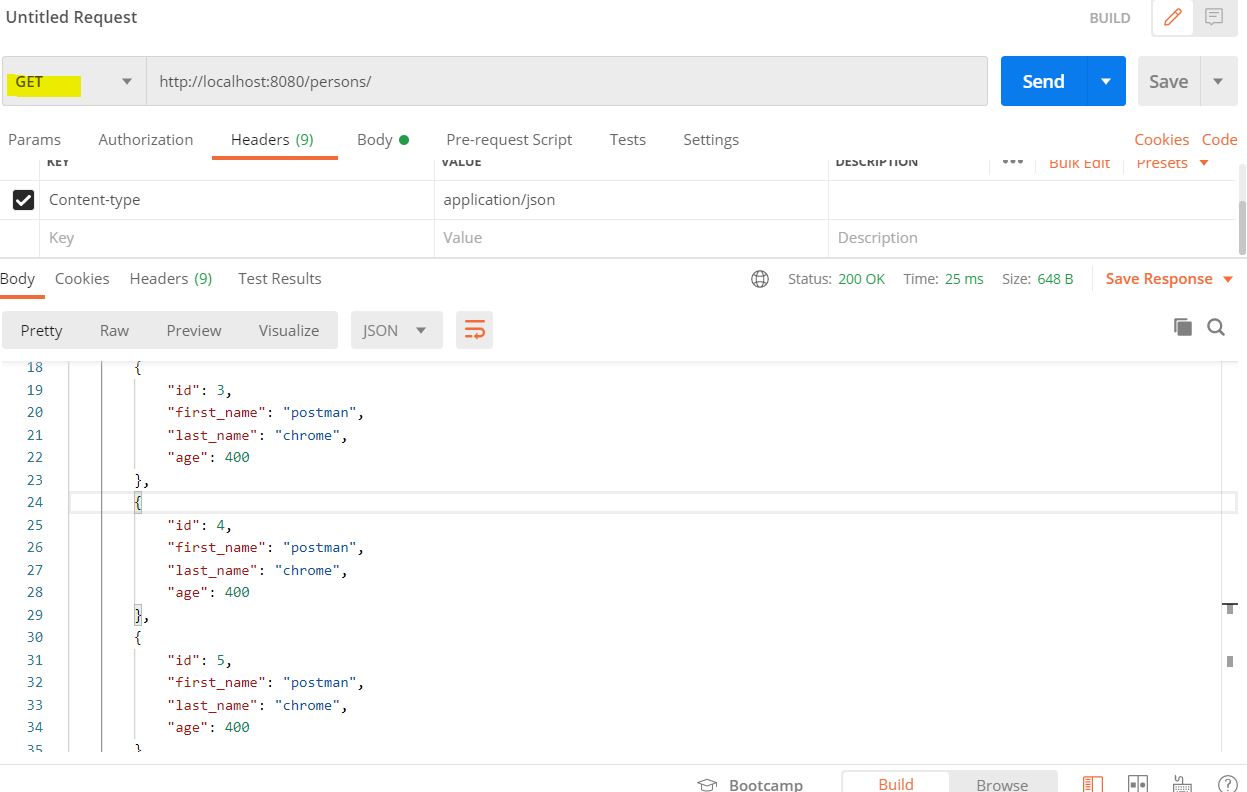 Untitled Request
BUILD
GET
http://localhost:8080/persons/
Send
Save
Params Authorization Headers (9) Body Pre-request Script Tests Settings Cookies Code
KEY VALUE DESCRIPTION ••• Bulk Edit Presets
Content-type application/json
Key Value Description
Body Cookies Headers (9) Test Results Status: 200 OK Time: 25 ms Size: 648 B Save Response
Pretty Raw Preview Visualize JSON
18 {
19 "id": 3,
20 "first_name": "postman",
21 "last_name": "chrome",
22 "age": 400
23 },
24 {
25 "id": 4,
26 "first_name": "postman",
27 "last_name": "chrome",
28 "age": 400
29 },
30 {
31 "id": 5,
32 "first_name": "postman",
33 "last_name": "chrome",
34 "age": 400
35 }
Bootcamp Build Browse